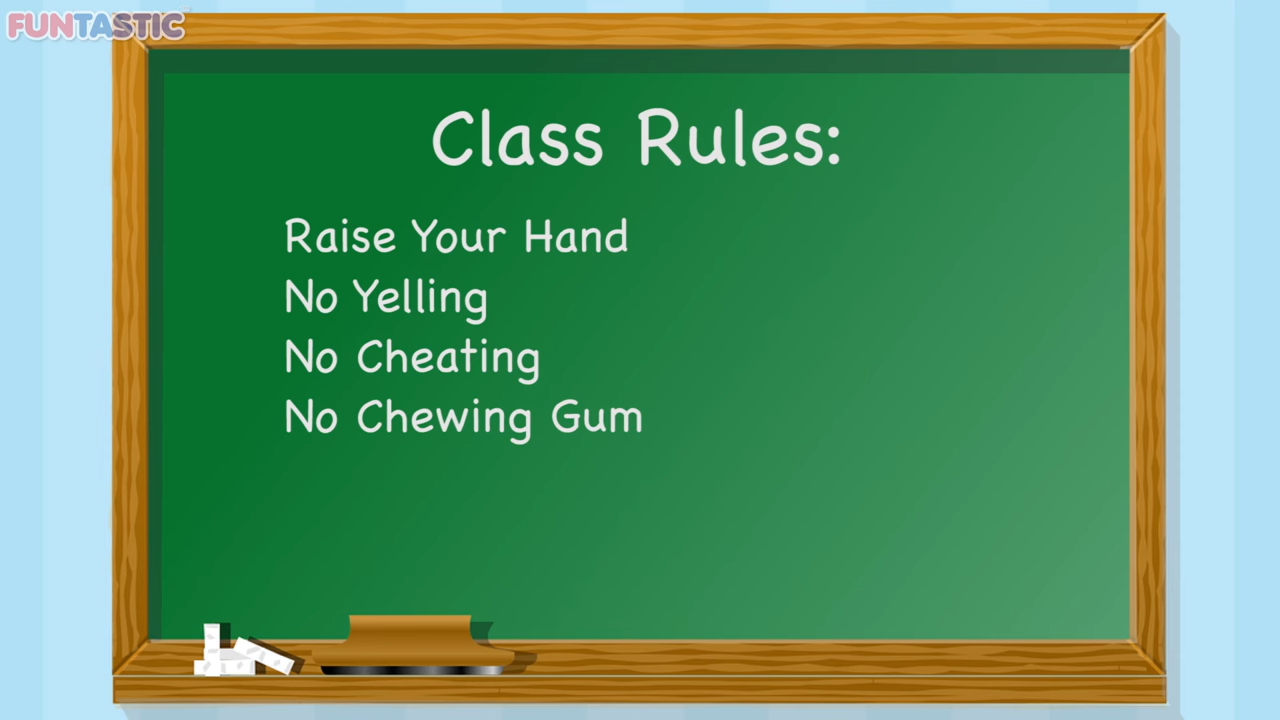 FUNTASTIC
Class Rules:
Raise Your Hand
No Yelling
No Cheating
No Chewing Gum